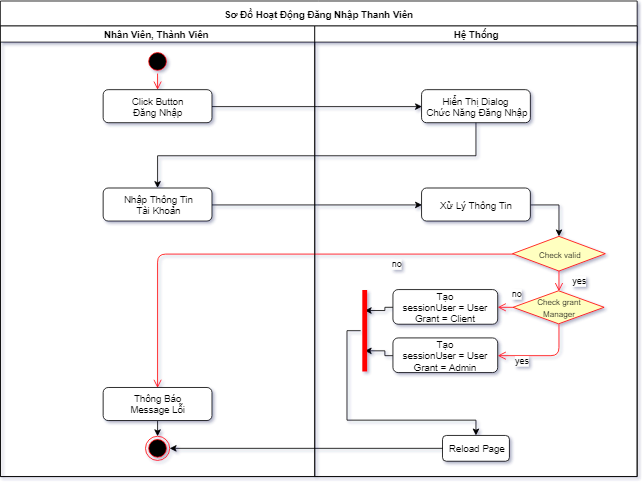 Sơ Đồ Hoạt Động Đăng Nhập Thanh Viên
Nhân Viên, Thành Viên
Hệ Thống
Click Button
Đăng Nhập
Hiển Thị Dialog
Chức Năng Đăng Nhập
Nhập Thông Tin
Tài Khoản
Xử Lý Thông Tin
Check valid
no
yes
Check grant
Manager
no
Tạo
sessionUser = User
Grant = Client
Tạo
sessionUser = User
Grant = Admin
yes
Thông Báo
Message Lỗi
Reload Page